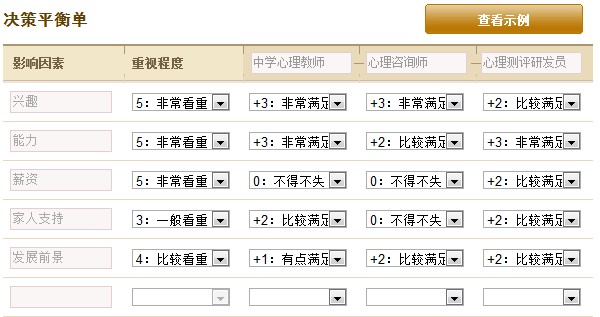 决策平衡单 查看示例
影响因素 重视程度 中学心理教师 心理咨询师 心理测评研发员
兴趣 5：非常看重 +3：非常满足 +3：非常满足 +2：比较满足
能力 5：非常看重 +3：非常满足 +2：比较满足 +3：非常满足
薪资 5：非常看重 0：不得不失 0：不得不失 +2：比较满足
家人支持 3：一般看重 +2：比较满足 0：不得不失 +2：比较满足
发展前景 4：比较看重 +1：有点满足 +2：比较满足 +2：比较满足